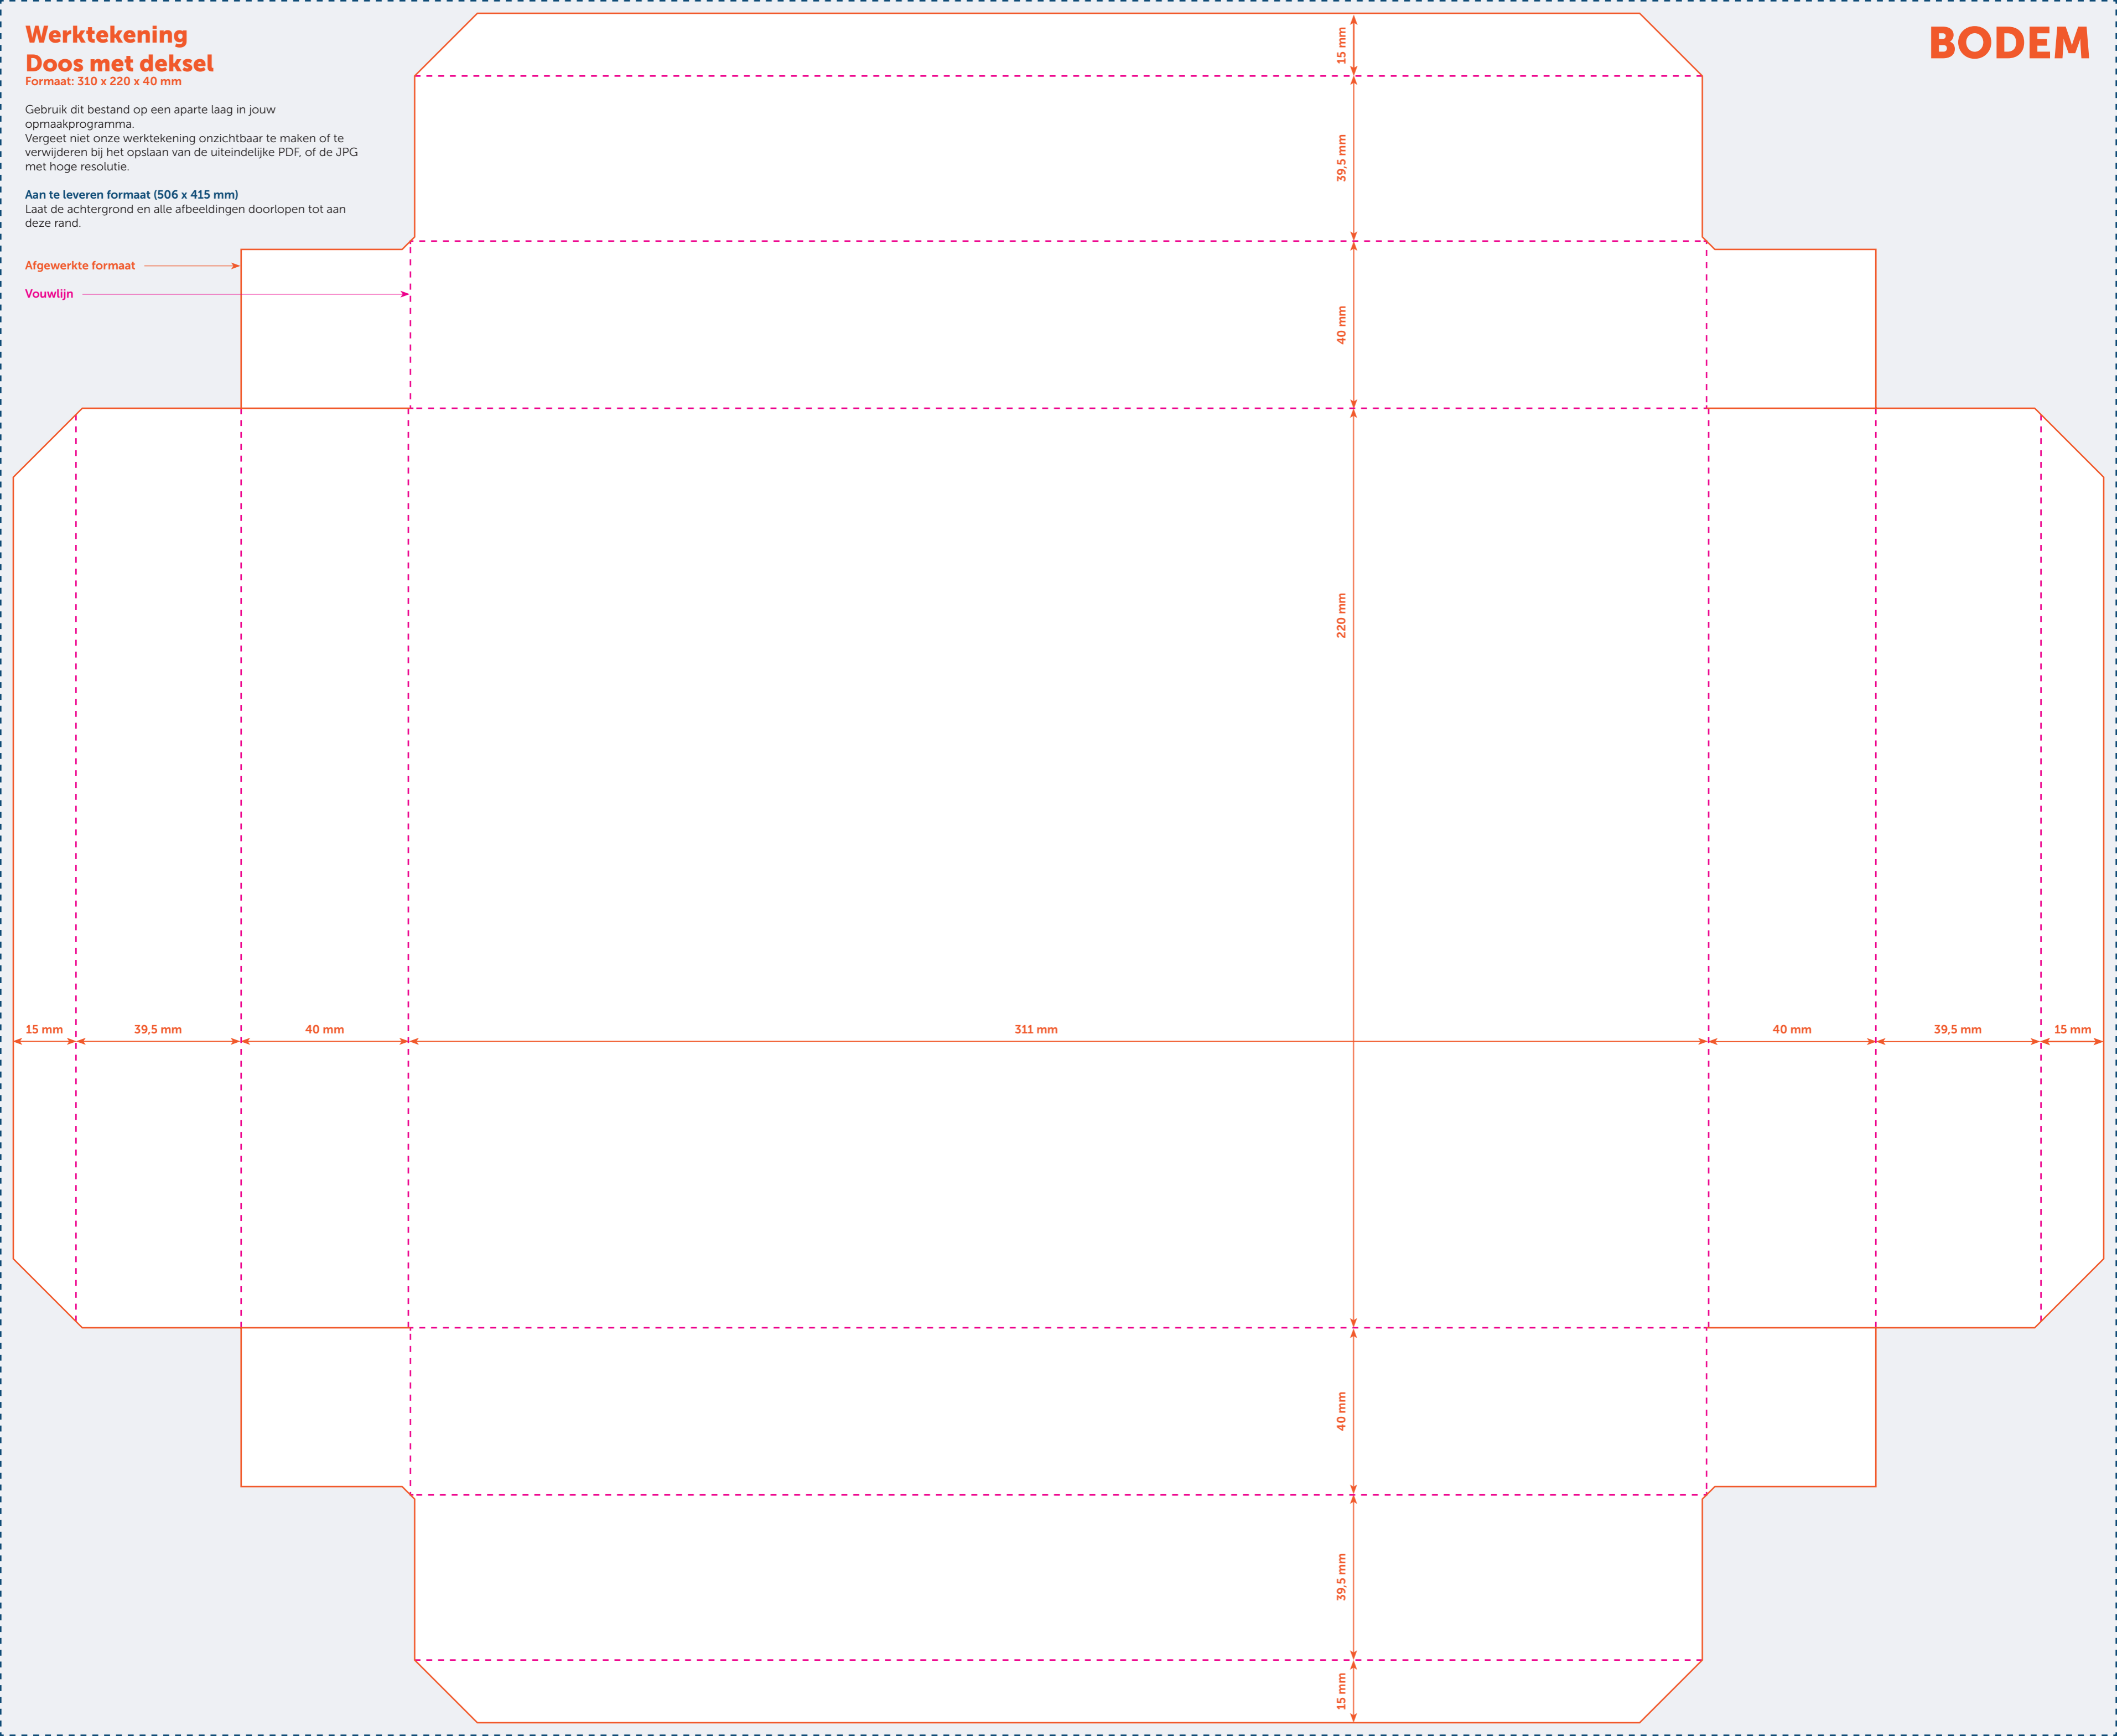 Werktekening
Doos met deksel
Formaat: 310 x 220 x 40 mm
Gebruik dit bestand op een aparte laag in jouw
opmaakprogramma.
Vergeet niet onze werktekening onzichtbaar te maken of te
verwijderen bij het opslaan van de uiteindelijke PDF, of de JPG
met hoge resolutie.
Aan te leveren formaat (506 x 415 mm)
Laat de achtergrond en alle afbeeldingen doorlopen tot aan
deze rand.
Afgewerkte formaat
Vouwlijn
BODEM
15 mm
39,5 mm
40 mm
220 mm
15 mm
39,5 mm
40 mm
311 mm
40 mm
39,5 mm
15 mm
40 mm
39,5 mm
15 mm